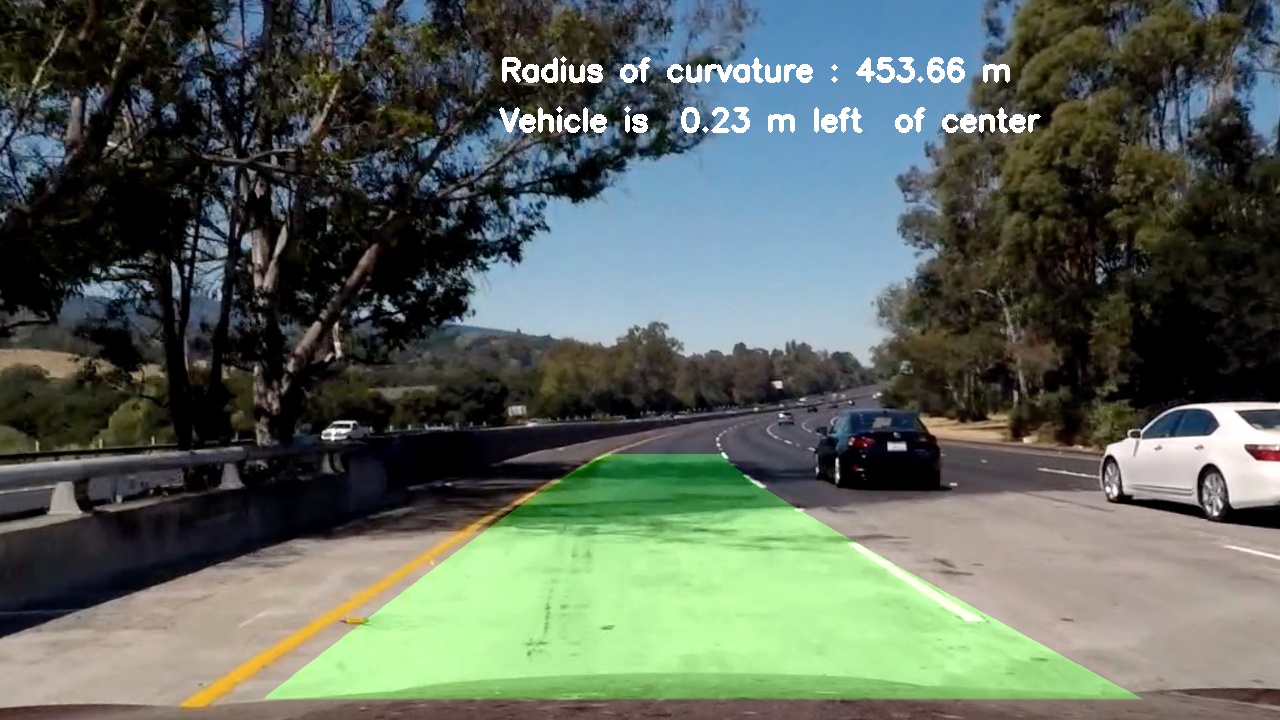 Radius of curvature : 453.66 m
Vehicle is 0.23 m left of center